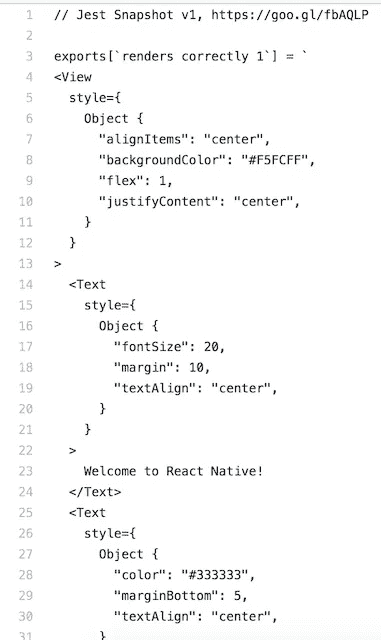 1 // Jest Snapshot v1, https://goo.gl/fbAQLP
2
3 exports[`renders correctly 1`] = `
4 <View
5   style={
6     Object {
7       "alignItems": "center",
8       "backgroundColor": "#F5FCFF",
9       "flex": 1,
10       "justifyContent": "center",
11     }
12   }
13 >
14   <Text
15     style={
16       Object {
17         "fontSize": 20,
18         "margin": 10,
19         "textAlign": "center",
20       }
21     }
22   >
23     Welcome to React Native!
24   </Text>
25   <Text
26     style={
27       Object {
28         "color": "#333333",
29         "marginBottom": 5,
30         "textAlign": "center",
31       }